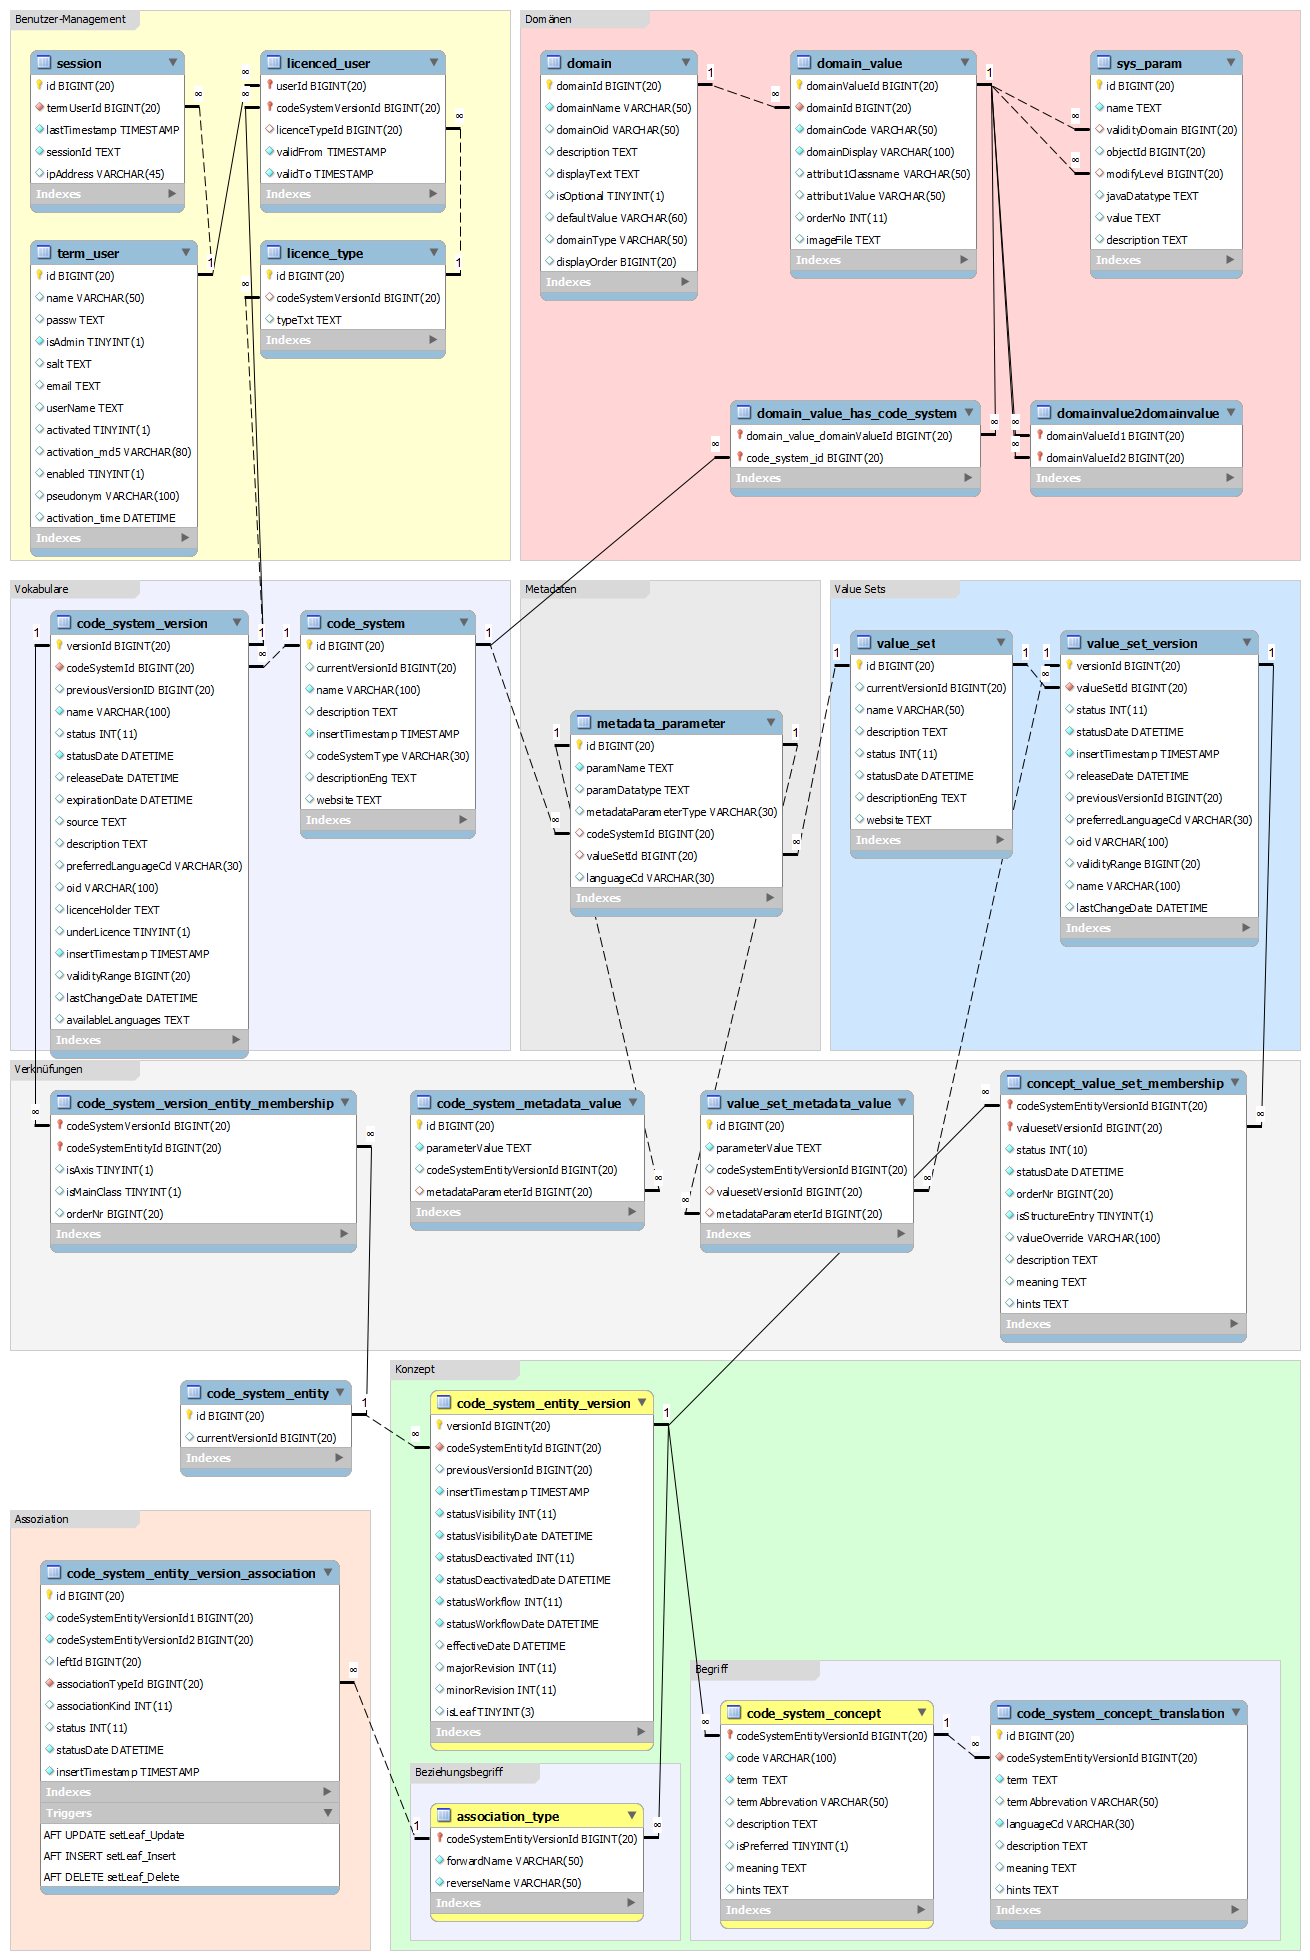 Benutzer-Management
session
id BIGINT(20)
termUserId BIGINT(20)
lastTimestamp TIMESTAMP
sessionId TEXT
ipAddress VARCHAR(45)
Indexes
licenced_user
userId BIGINT(20)
codeSystemVersionId BIGINT(20)
licenceTypeId BIGINT(20)
validFrom TIMESTAMP
validTo TIMESTAMP
Indexes
term_user
id BIGINT(20)
name VARCHAR(50)
passw TEXT
isAdmin TINYINT(1)
salt TEXT
email TEXT
userName TEXT
activated TINYINT(1)
activation_md5 VARCHAR(80)
enabled TINYINT(1)
pseudonym VARCHAR(100)
activation_time DATETIME
Indexes
licence_type
id BIGINT(20)
codeSystemVersionId BIGINT(20)
typeTxt TEXT
Indexes
∞
∞
∞
∞
∞
1
1
Domänen
domain
domainId BIGINT(20)
domainName VARCHAR(50)
domainOid VARCHAR(50)
description TEXT
displayText TEXT
isOptional TINYINT(1)
defaultValue VARCHAR(60)
domainType VARCHAR(50)
displayOrder BIGINT(20)
Indexes
domain_value
domainValueId BIGINT(20)
domainId BIGINT(20)
domainCode VARCHAR(50)
domainDisplay VARCHAR(100)
attribut1Classname VARCHAR(50)
attribut1Value VARCHAR(50)
orderNo INT(11)
imageFile TEXT
Indexes
sys_param
id BIGINT(20)
name TEXT
validityDomain BIGINT(20)
objectId BIGINT(20)
modifyLevel BIGINT(20)
javaDatatype TEXT
value TEXT
description TEXT
Indexes
domain_value_has_code_system
domain_value_domainValueId BIGINT(20)
code_system_id BIGINT(20)
Indexes
domainvalue2domainvalue
domainValueId1 BIGINT(20)
domainValueId2 BIGINT(20)
Indexes
1
∞
1
∞
∞
∞
∞
∞
∞
Vokabulare
code_system_version
versionId BIGINT(20)
codeSystemId BIGINT(20)
previousVersionID BIGINT(20)
name VARCHAR(100)
status INT(11)
statusDate DATETIME
releaseDate DATETIME
expirationDate DATETIME
source TEXT
description TEXT
preferredLanguageCd VARCHAR(30)
oid VARCHAR(100)
licenceHolder TEXT
underLicence TINYINT(1)
insertTimestamp TIMESTAMP
validityRange BIGINT(20)
lastChangeDate DATETIME
availableLanguages TEXT
Indexes
code_system
id BIGINT(20)
currentVersionId BIGINT(20)
name VARCHAR(100)
description TEXT
insertTimestamp TIMESTAMP
codeSystemType VARCHAR(30)
descriptionEng TEXT
website TEXT
Indexes
1
1
∞
1
1
Metadaten
metadata_parameter
id BIGINT(20)
paramName TEXT
paramDatatype TEXT
metadataParameterType VARCHAR(30)
codeSystemId BIGINT(20)
valueSetId BIGINT(20)
languageCd VARCHAR(30)
Indexes
1
1
∞
∞
Value Sets
value_set
id BIGINT(20)
currentVersionId BIGINT(20)
name VARCHAR(50)
description TEXT
status INT(11)
statusDate DATETIME
descriptionEng TEXT
website TEXT
Indexes
value_set_version
versionId BIGINT(20)
valueSetId BIGINT(20)
status INT(11)
statusDate DATETIME
insertTimestamp TIMESTAMP
releaseDate DATETIME
previousVersionId BIGINT(20)
preferredLanguageCd VARCHAR(30)
oid VARCHAR(100)
validityRange BIGINT(20)
name VARCHAR(100)
lastChangeDate DATETIME
Indexes
1
1
1
∞
1
Verknüfungen
code_system_version_entity_membership
codeSystemVersionId BIGINT(20)
codeSystemEntityId BIGINT(20)
isAxis TINYINT(1)
isMainClass TINYINT(1)
orderNr BIGINT(20)
Indexes
code_system_metadata_value
id BIGINT(20)
parameterValue TEXT
codeSystemEntityVersionId BIGINT(20)
metadataParameterId BIGINT(20)
Indexes
value_set_metadata_value
id BIGINT(20)
parameterValue TEXT
codeSystemEntityVersionId BIGINT(20)
valuesetVersionId BIGINT(20)
metadataParameterId BIGINT(20)
Indexes
concept_value_set_membership
codeSystemEntityVersionId BIGINT(20)
valuesetVersionId BIGINT(20)
status INT(10)
statusDate DATETIME
orderNr BIGINT(20)
isStructureEntry TINYINT(1)
valueOverride VARCHAR(100)
description TEXT
meaning TEXT
hints TEXT
Indexes
∞
∞
∞
∞
∞
∞
∞
code_system_entity
id BIGINT(20)
currentVersionId BIGINT(20)
Indexes
1
Konzept
code_system_entity_version
versionId BIGINT(20)
codeSystemEntityId BIGINT(20)
previousVersionId BIGINT(20)
insertTimestamp TIMESTAMP
statusVisibility INT(11)
statusVisibilityDate DATETIME
statusDeactivated INT(11)
statusDeactivatedDate DATETIME
statusWorkflow INT(11)
statusWorkflowDate DATETIME
effectiveDate DATETIME
majorRevision INT(11)
minorRevision INT(11)
isLeaf TINYINT(3)
Indexes
∞
1
Assoziation
code_system_entity_version_association
id BIGINT(20)
codeSystemEntityVersionId1 BIGINT(20)
codeSystemEntityVersionId2 BIGINT(20)
leftId BIGINT(20)
associationTypeId BIGINT(20)
associationKind INT(11)
status INT(11)
statusDate DATETIME
insertTimestamp TIMESTAMP
Indexes
Triggers
AFT UPDATE setLeaf_Update
AFT INSERT setLeaf_Insert
AFT DELETE setLeaf_Delete
∞
Beziehungsbegriff
association_type
codeSystemEntityVersionId BIGINT(20)
forwardName VARCHAR(50)
reverseName VARCHAR(50)
Indexes
1
∞
Begriff
code_system_concept
codeSystemEntityVersionId BIGINT(20)
code VARCHAR(100)
term TEXT
termAbbrevation VARCHAR(50)
description TEXT
isPreferred TINYINT(1)
meaning TEXT
hints TEXT
Indexes
code_system_concept_translation
id BIGINT(20)
codeSystemEntityVersionId BIGINT(20)
term TEXT
termAbbrevation VARCHAR(50)
languageCd VARCHAR(30)
description TEXT
meaning TEXT
hints TEXT
Indexes
∞
1
∞